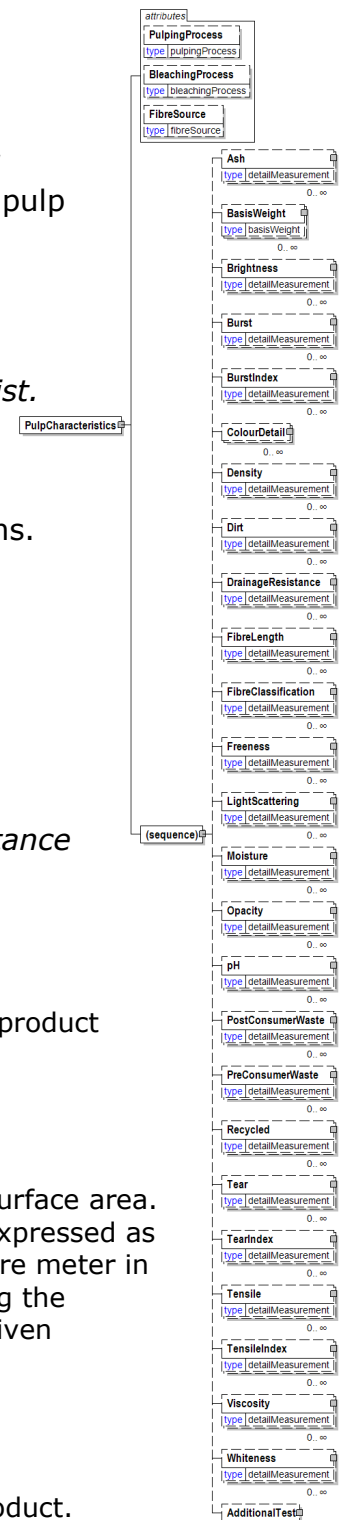 pulp
ist.
ns.
tance
product
urface area.
xpressed as
re meter in
g the
iven
oduct.
PulpCharacteristics
attributes
PulpingProcess
type pulpingProcess
BleachingProcess
type bleachingProcess
FibreSource
type fibreSource
(sequence)
Ash
type detailMeasurement
0.. ∞
BasisWeight
type basisWeight
0.. ∞
Brightness
type detailMeasurement
0.. ∞
Burst
type detailMeasurement
0.. ∞
BurstIndex
type detailMeasurement
0.. ∞
ColourDetail
0.. ∞
Density
type detailMeasurement
0.. ∞
Dirt
type detailMeasurement
0.. ∞
DrainageResistance
type detailMeasurement
0.. ∞
FibreLength
type detailMeasurement
0.. ∞
FibreClassification
type detailMeasurement
0.. ∞
Freeness
type detailMeasurement
0.. ∞
LightScattering
type detailMeasurement
0.. ∞
Moisture
type detailMeasurement
0.. ∞
Opacity
type detailMeasurement
0.. ∞
pH
type detailMeasurement
0.. ∞
PostConsumerWaste
type detailMeasurement
0.. ∞
PreConsumerWaste
type detailMeasurement
0.. ∞
Recycled
type detailMeasurement
0.. ∞
Tear
type detailMeasurement
0.. ∞
TearIndex
type detailMeasurement
0.. ∞
Tensile
type detailMeasurement
0.. ∞
TensileIndex
type detailMeasurement
0.. ∞
Viscosity
type detailMeasurement
0.. ∞
Whiteness
type detailMeasurement
0.. ∞
AdditionalTest